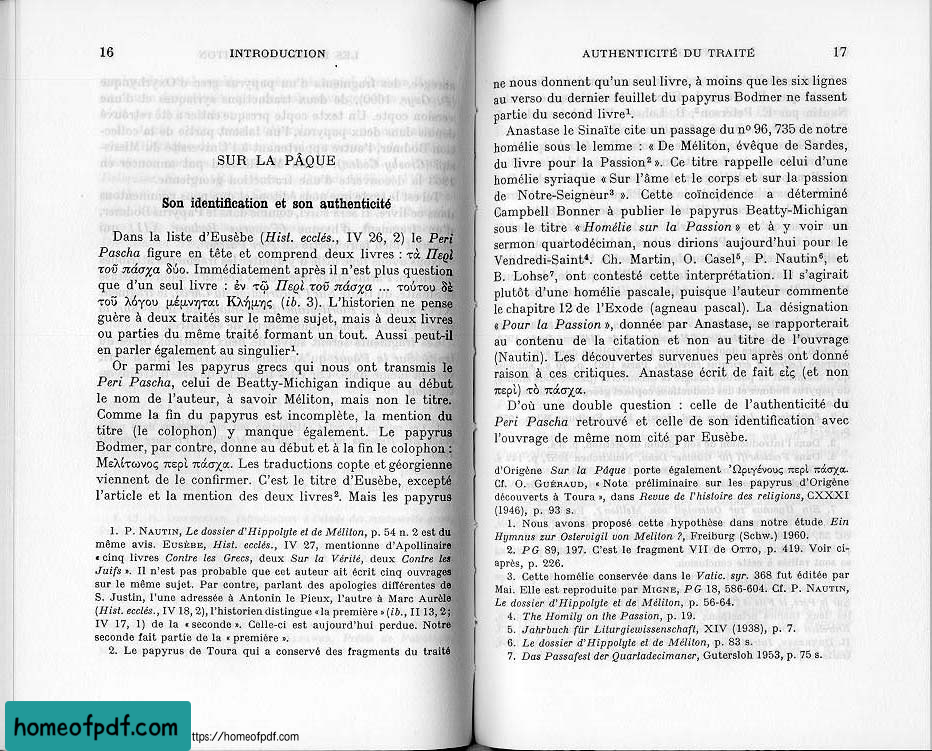 16
INTRODUCTION
SUR LA PÂQUE
Son identification et son authenticité
Dans la liste d'Eusèbe (Hist. ecclés., IV 26, 2) le Peri
Pascha figure en tête et comprend deux livres : τὰ Περὶ
τοῦ πάσχα δύο. Immédiatement après il n'est plus question
que d'un seul livre : ἐν τῷ Περὶ τοῦ πάσχα ... τούτου δὲ
τοῦ λόγου μέμνηται Κλήμης (ib. 3). L'historien ne pense
guère à deux traités sur le même sujet, mais à deux livres
ou parties du même traité formant un tout. Aussi peut-il
en parler également au singulier¹.
Or parmi les papyrus grecs qui nous ont transmis le
Peri Pascha, celui de Beatty-Michigan indique au début
le nom de l'auteur, à savoir Méliton, mais non le titre.
Comme la fin du papyrus est incomplète, la mention du
titre (le colophon) y manque également. Le papyrus
Bodmer, par contre, donne au début et à la fin le colophon :
Μελίτωνος περὶ πάσχα. Les traductions copte et géorgienne
viennent de le confirmer. C'est le titre d'Eusèbe, excepté
l'article et la mention des deux livres². Mais les papyrus
1. P. NAUTIN, Le dossier d'Hippolyte et de Méliton, p. 54 n. 2 est du
même avis. EUSÈBE, Hist. ecclés., IV 27, mentionne d'Apollinaire
« cinq livres Contre les Grecs, deux Sur la Vérité, deux Contre les
Juifs ». Il n'est pas probable que cet auteur ait écrit cinq ouvrages
sur le même sujet. Par contre, parlant des apologies différentes de
S. Justin, l'une adressée à Antonin le Pieux, l'autre à Marc Aurèle
(Hist. ecclés., IV 18, 2), l'historien distingue « la première » (ib., II 13, 2 ;
IV 17, 1) de la « seconde ». Celle-ci est aujourd'hui perdue. Notre
seconde fait partie de la « première ».
2. Le papyrus de Toura qui a conservé des fragments du traité
AUTHENTICITÉ DU TRAITÉ
17
ne nous donnent qu'un seul livre, à moins que les six lignes
au verso du dernier feuillet du papyrus Bodmer ne fassent
partie du second livre¹.
Anastase le Sinaïte cite un passage du nº 96, 735 de notre
homélie sous le lemme : « De Méliton, évêque de Sardes,
du livre pour la Passion² ». Ce titre rappelle celui d'une
homélie syriaque « Sur l'âme et le corps et sur la passion
de Notre-Seigneur³ ». Cette coïncidence a déterminé
Campbell Bonner à publier le papyrus Beatty-Michigan
sous le titre « Homélie sur la Passion » et à y voir un
sermon quartodéciman, nous dirions aujourd'hui pour le
Vendredi-Saint⁴. Ch. Martin, O. Casel⁵, P. Nautin⁶, et
B. Lohse⁷, ont contesté cette interprétation. Il s'agirait
plutôt d'une homélie pascale, puisque l'auteur commente
le chapitre 12 de l'Exode (agneau pascal). La désignation
« Pour la Passion », donnée par Anastase, se rapporterait
au contenu de la citation et non au titre de l'ouvrage
(Nautin). Les découvertes survenues peu après ont donné
raison à ces critiques. Anastase écrit de fait εἰς (et non
περὶ) τὸ πάσχα.
D'où une double question : celle de l'authenticité du
Peri Pascha retrouvé et celle de son identification avec
l'ouvrage de même nom cité par Eusèbe.
d'Origène Sur la Pâque porte également Ὠριγένους περὶ πάσχα.
Cf. O. GUÉRAUD, « Note préliminaire sur les papyrus d'Origène
découverts à Toura », dans Revue de l'histoire des religions, CXXXI
(1946), p. 93 s.
1. Nous avons proposé cette hypothèse dans notre étude Ein
Hymnus zur Ostervigil von Meliton ?, Freiburg (Schw.) 1960.
2. PG 89, 197. C'est le fragment VII de OTTO, p. 419. Voir ci-
après, p. 226.
3. Cette homélie conservée dans le Vatic. syr. 368 fut éditée par
Mai. Elle est reproduite par MIGNE, PG 18, 586-604. Cf. P. NAUTIN,
Le dossier d'Hippolyte et de Méliton, p. 56-64.
4. The Homily on the Passion, p. 19.
5. Jahrbuch für Liturgiewissenschaft, XIV (1938), p. 7.
6. Le dossier d'Hippolyte et de Méliton, p. 83 s.
7. Das Passafest der Quartadecimaner, Gutersloh 1953, p. 75 s.
homeofpdf.com
ttps://homeofpdf.com